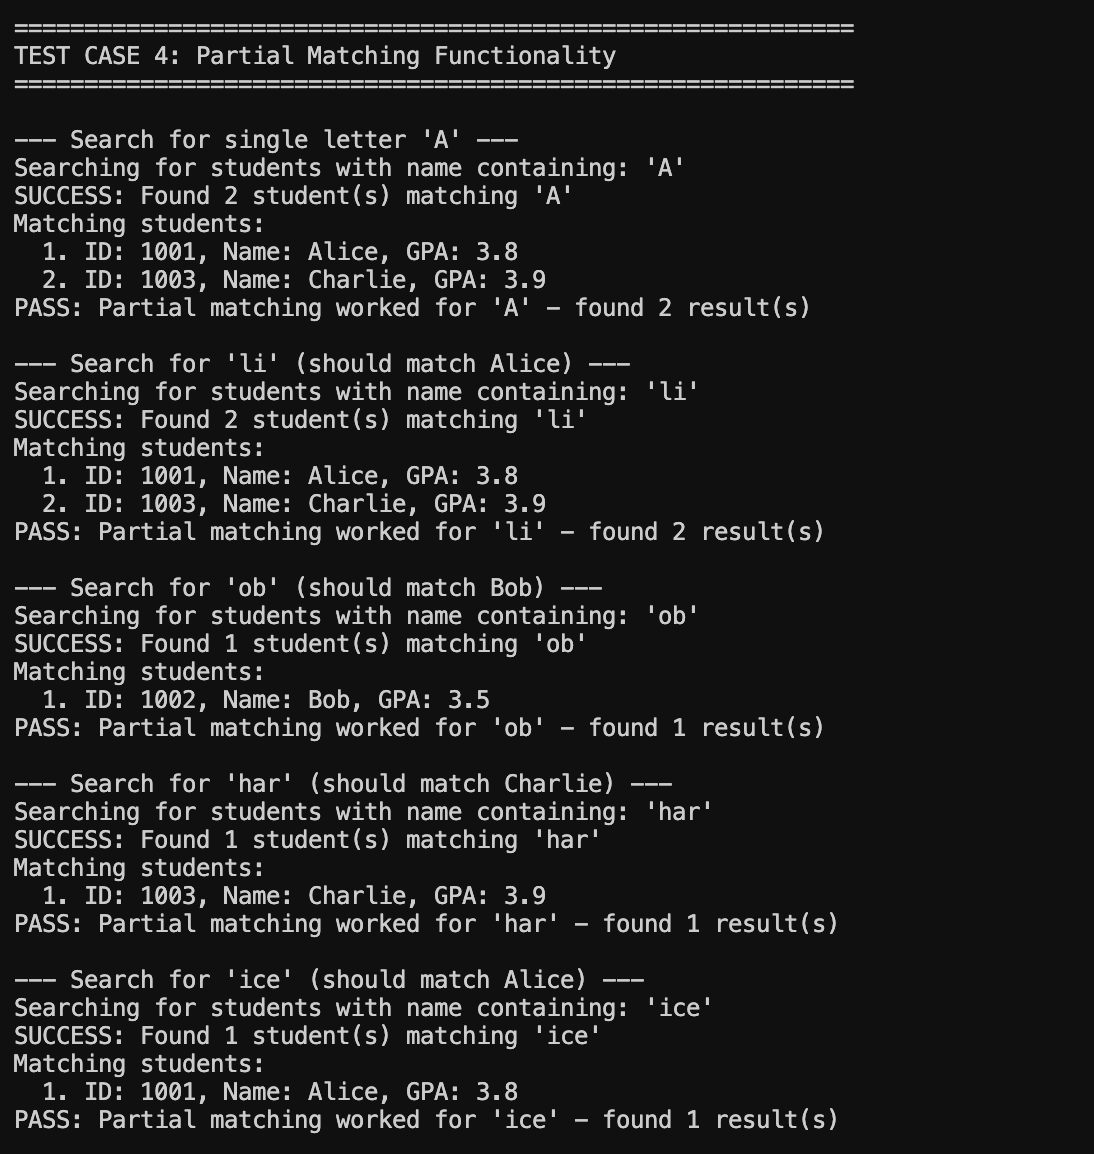 ============================================================
TEST CASE 4: Partial Matching Functionality
============================================================
--- Search for single letter 'A' ---
Searching for students with name containing: 'A'
SUCCESS: Found 2 student(s) matching 'A'
Matching students:
  1. ID: 1001, Name: Alice, GPA: 3.8
  2. ID: 1003, Name: Charlie, GPA: 3.9
PASS: Partial matching worked for 'A' - found 2 result(s)
--- Search for 'li' (should match Alice) ---
Searching for students with name containing: 'li'
SUCCESS: Found 2 student(s) matching 'li'
Matching students:
  1. ID: 1001, Name: Alice, GPA: 3.8
  2. ID: 1003, Name: Charlie, GPA: 3.9
PASS: Partial matching worked for 'li' - found 2 result(s)
--- Search for 'ob' (should match Bob) ---
Searching for students with name containing: 'ob'
SUCCESS: Found 1 student(s) matching 'ob'
Matching students:
  1. ID: 1002, Name: Bob, GPA: 3.5
PASS: Partial matching worked for 'ob' - found 1 result(s)
--- Search for 'har' (should match Charlie) ---
Searching for students with name containing: 'har'
SUCCESS: Found 1 student(s) matching 'har'
Matching students:
  1. ID: 1003, Name: Charlie, GPA: 3.9
PASS: Partial matching worked for 'har' - found 1 result(s)
--- Search for 'ice' (should match Alice) ---
Searching for students with name containing: 'ice'
SUCCESS: Found 1 student(s) matching 'ice'
Matching students:
  1. ID: 1001, Name: Alice, GPA: 3.8
PASS: Partial matching worked for 'ice' - found 1 result(s)